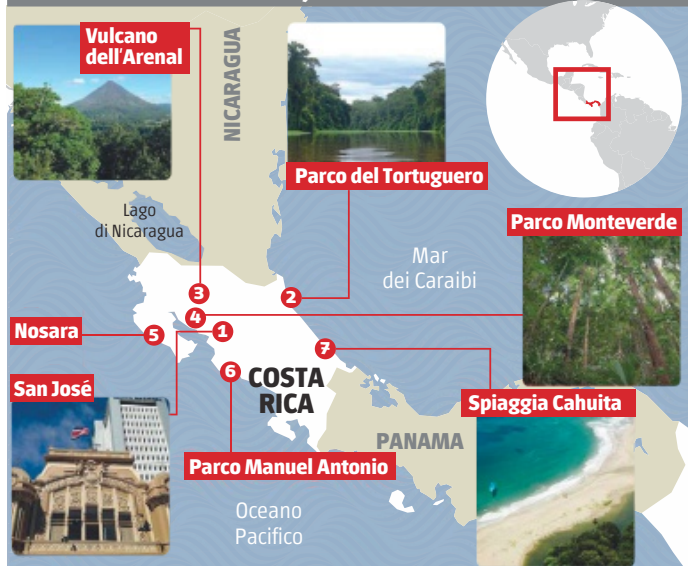 Vulcano
dell'Arenal
NICARAGUA
Parco del Tortuguero
Lago
di Nicaragua
Parco Monteverde
Mar
dei Caraibi
3
2
4
1
Nosara
5
7
6
San José
COSTA
RICA
Spiaggia Cahuita
PANAMA
Parco Manuel Antonio
Oceano
Pacifico